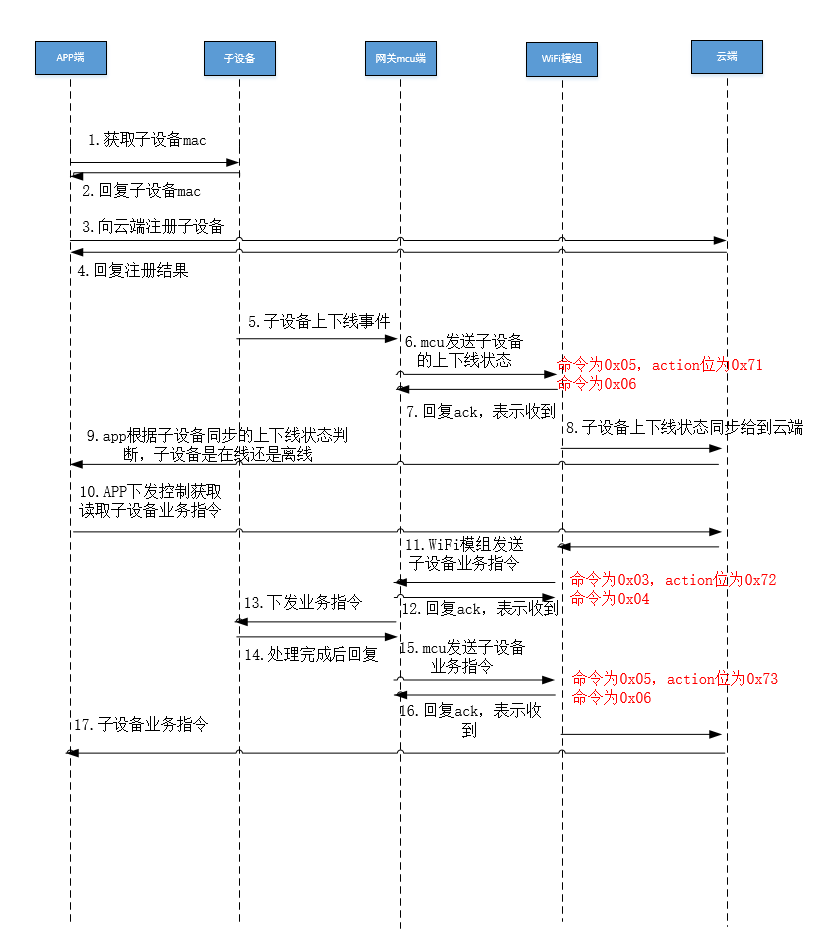 APP端
子设备
网关mcu端
WiFi模组
云端
1.获取子设备mac
2.回复子设备mac
3.向云端注册子设备
4.回复注册结果
5.子设备上下线事件
6.mcu发送子设备
的上下线状态
命令为0x05，action位为0x71
命令为0x06
7.回复ack，表示收到
8.子设备上下线状态同步给到云端
9.app根据子设备同步的上下线状态判
断，子设备是在线还是离线
10.APP下发控制获取
读取子设备业务指令
11.WiFi模组发送
子设备业务指令
命令为0x03，action位为0x72
命令为0x04
12.回复ack，表示收到
13.下发业务指令
14.处理完成后回复
15.mcu发送子设备
业务指令
命令为0x05，action位为0x73
命令为0x06
16.回复ack，表示收
到
17.子设备业务指令